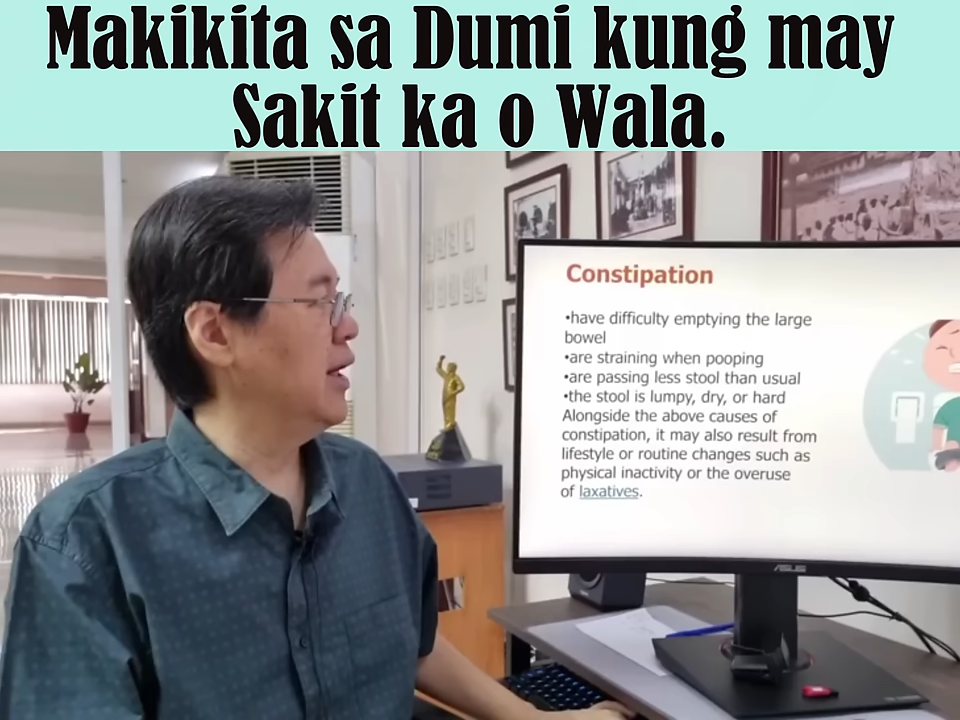 Makikita sa Dumi kung may
Sakit ka o Wala.
Constipation
•have difficulty emptying the large
bowel
•are straining when pooping
•are passing less stool than usual
•the stool is lumpy, dry, or hard
Alongside the above causes of
constipation, it may also result from
lifestyle or routine changes such as
physical inactivity or the overuse
of laxatives.
ASUS